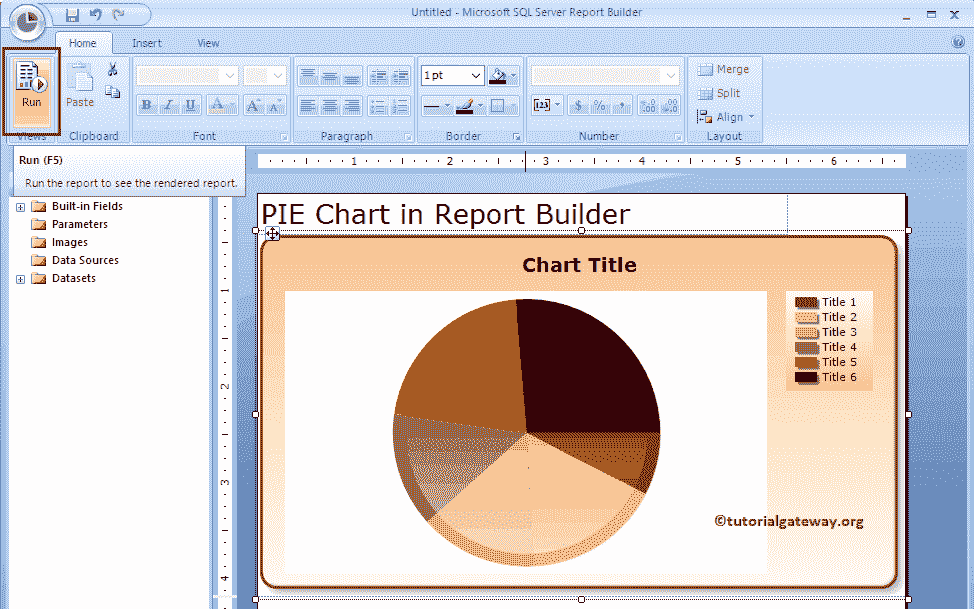 Untitled - Microsoft SQL Server Report Builder
Home Insert View
Run
Paste
B I U A A A
1 pt
123 $ % ,
Merge
Split
Align
Views Clipboard Font Paragraph Border Number Layout
Run (F5)
Run the report to see the rendered report.
1 2 3 4 5 6
Built-in Fields
Parameters
Images
Data Sources
Datasets
1
2
3
4
PIE Chart in Report Builder
Chart Title
Title 1
Title 2
Title 3
Title 4
Title 5
Title 6
©tutorialgateway.org